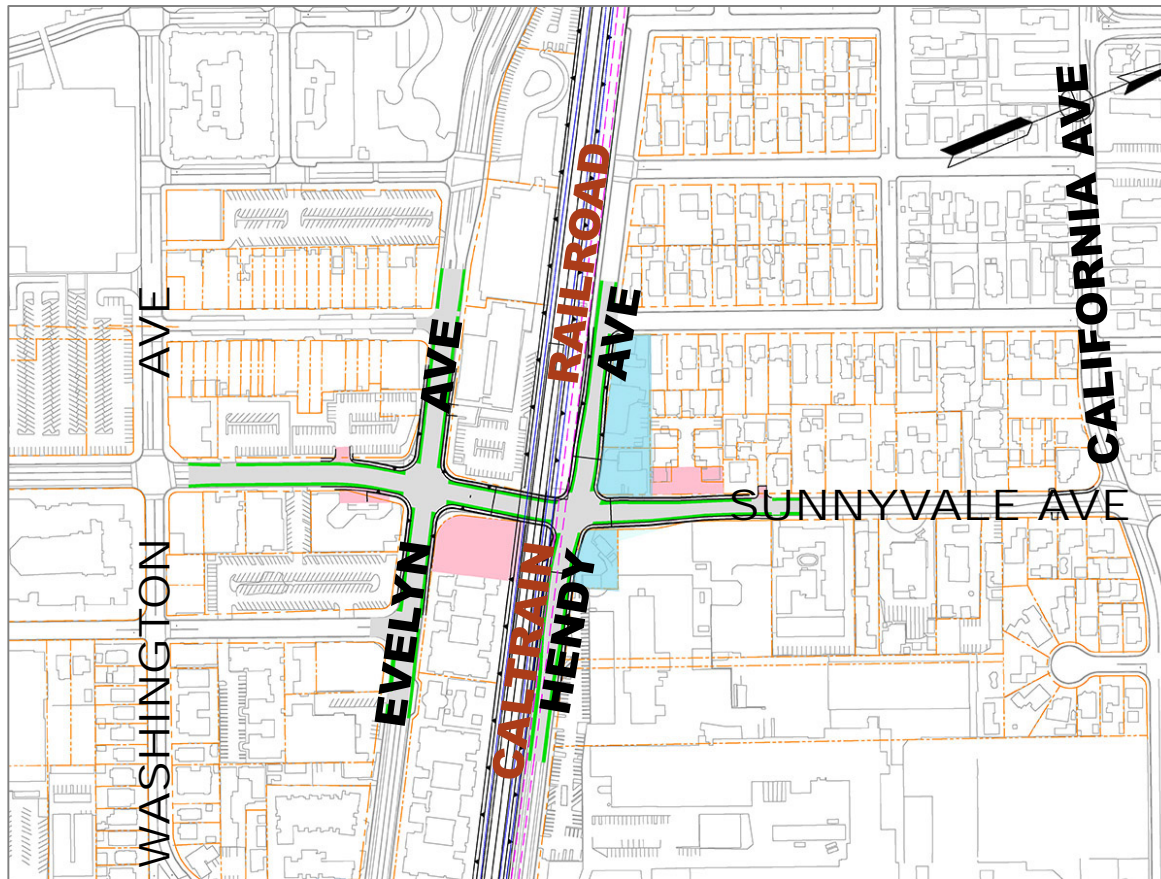 WASHINGTON AVE
EVELYN AVE
CALTRAIN RAILROAD
HENDY AVE
SUNNYVALE AVE
CALIFORNIA AVE